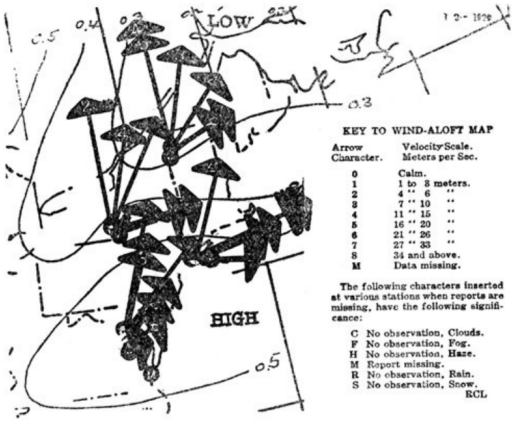 0.5
0.4
0.3
LOW
0.3
KEY TO WIND-ALOFT MAP
Arrow Velocity Scale.
Character. Meters per Sec.
0 Calm.
1 1 to 3 meters.
2 4 " 6 "
3 7 " 10 "
4 11 " 15 "
5 16 " 20 "
6 21 " 26 "
7 27 " 33 "
8 34 and above.
M Data missing.
The following characters inserted
at various stations when reports are
missing, have the following signifi-
cance:
C No observation, Clouds.
F No observation, Fog.
H No observation, Haze.
M Report missing.
R No observation, Rain.
S No observation, Snow.
RCL
HIGH
0.5